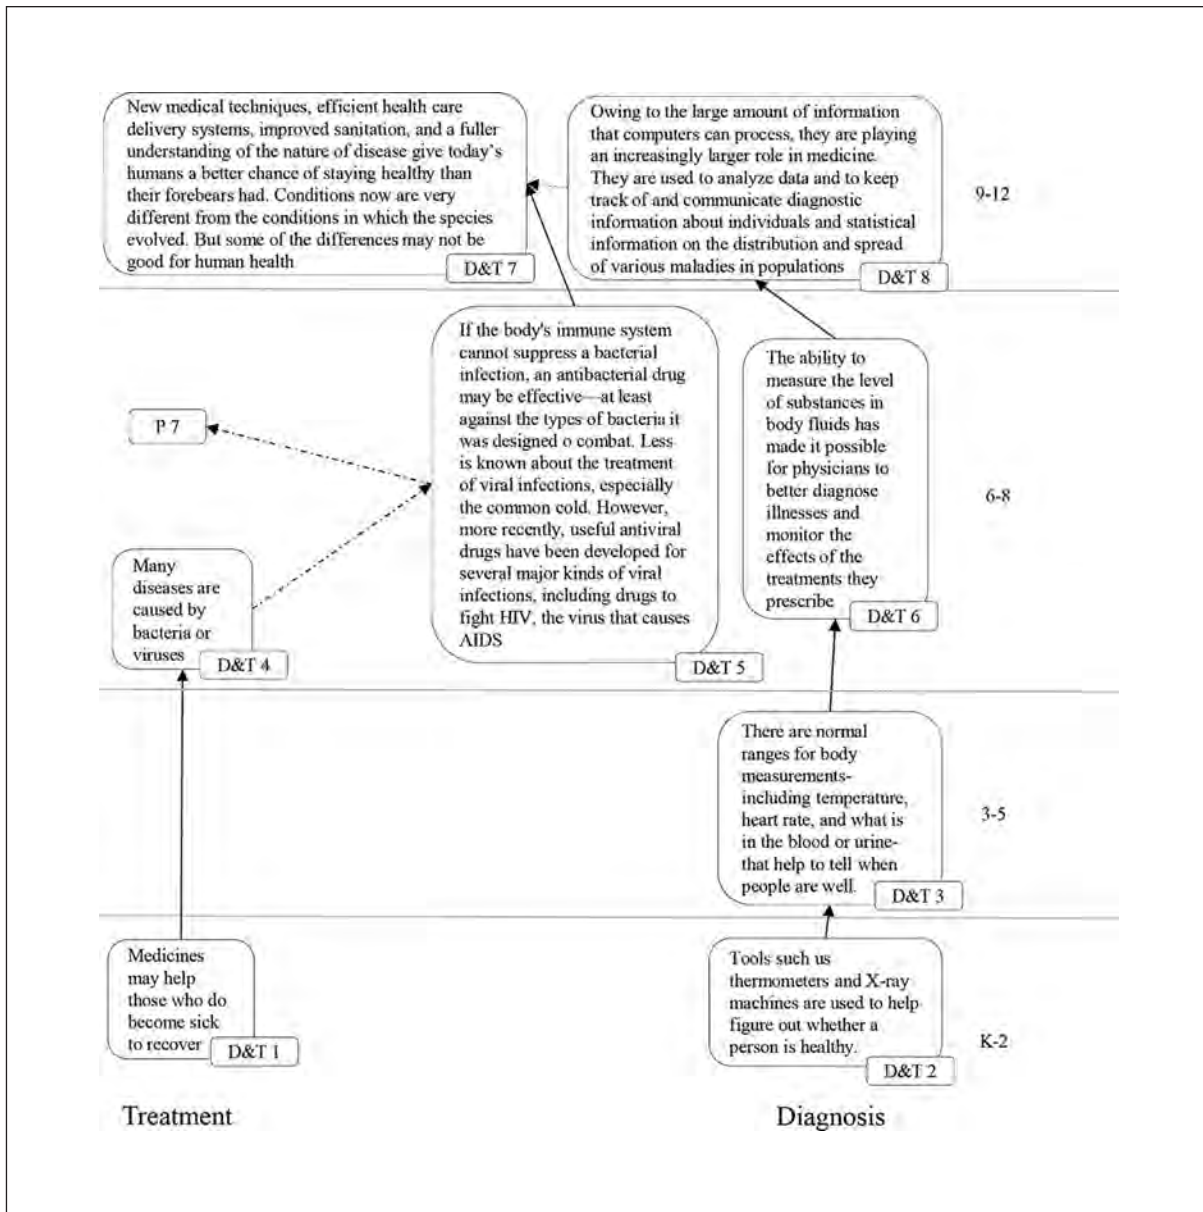 New medical techniques, efficient health care
delivery systems, improved sanitation, and a fuller
understanding of the nature of disease give today's
humans a better chance of staying healthy than
their forebears had. Conditions now are very
different from the conditions in which the species
evolved. But some of the differences may not be
good for human health
D&T 7
Owing to the large amount of information
that computers can process, they are playing
an increasingly larger role in medicine.
They are used to analyze data and to keep
track of and communicate diagnostic
information about individuals and statistical
information on the distribution and spread
of various maladies in populations
D&T 8
9-12
If the body's immune system
cannot suppress a bacterial
infection, an antibacterial drug
may be effective—at least
against the types of bacteria it
was designed o combat. Less
is known about the treatment
of viral infections, especially
the common cold. However,
more recently, useful antiviral
drugs have been developed for
several major kinds of viral
infections, including drugs to
fight HIV, the virus that causes
AIDS
D&T 5
The ability to
measure the level
of substances in
body fluids has
made it possible
for physicians to
better diagnose
illnesses and
monitor the
effects of the
treatments they
prescribe
D&T 6
P 7
6-8
Many
diseases are
caused by
bacteria or
viruses
D&T 4
There are normal
ranges for body
measurements-
including temperature,
heart rate, and what is
in the blood or urine-
that help to tell when
people are well.
D&T 3
3-5
Medicines
may help
those who do
become sick
to recover
D&T 1
Tools such us
thermometers and X-ray
machines are used to help
figure out whether a
person is healthy.
D&T 2
K-2
Treatment
Diagnosis